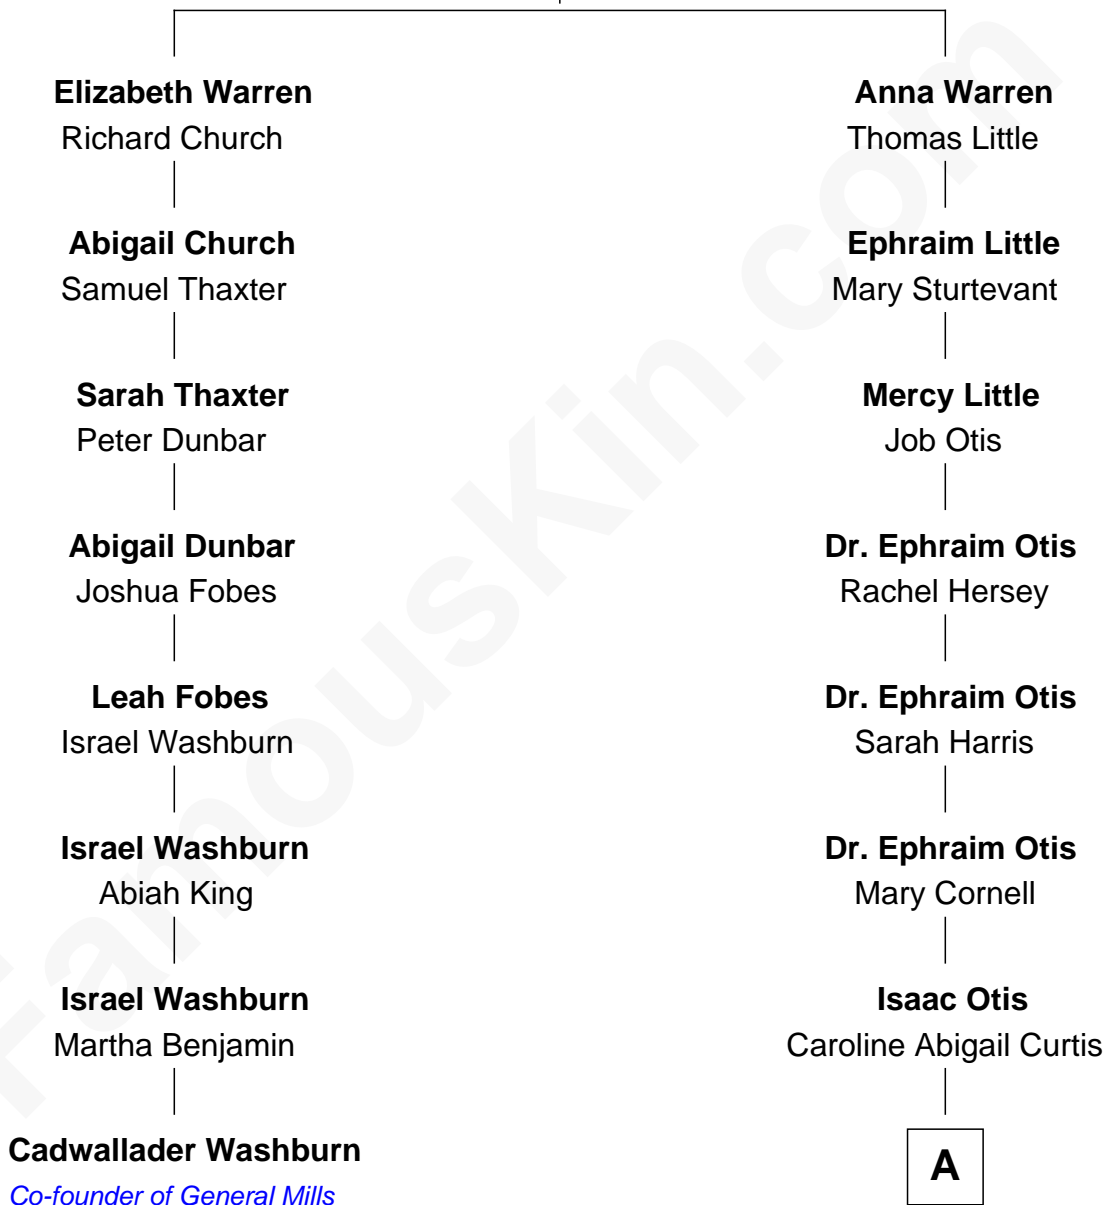 Elizabeth Warren
Richard Church
Anna Warren
Thomas Little
Abigail Church
Samuel Thaxter
Ephraim Little
Mary Sturtevant
Sarah Thaxter
Peter Dunbar
Mercy Little
Job Otis
Abigail Dunbar
Joshua Fobes
Dr. Ephraim Otis
Rachel Hersey
Leah Fobes
Israel Washburn
Dr. Ephraim Otis
Sarah Harris
Israel Washburn
Abiah King
Dr. Ephraim Otis
Mary Cornell
Israel Washburn
Martha Benjamin
Isaac Otis
Caroline Abigail Curtis
Cadwallader Washburn
Co-founder of General Mills
A
FamousKin.com